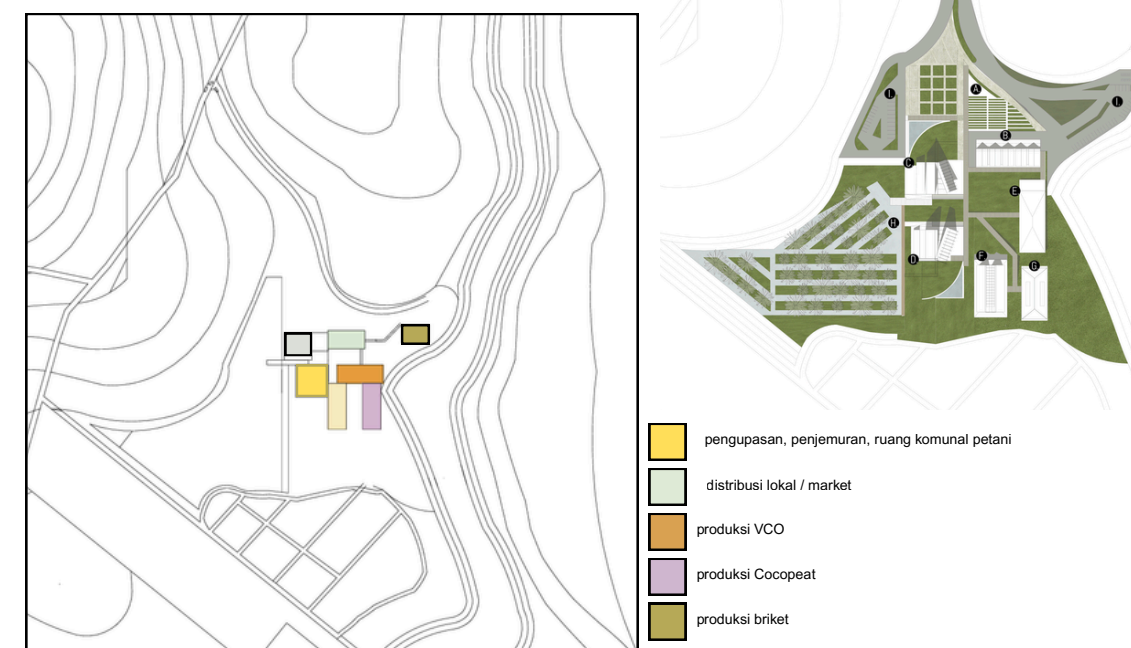 A
I.
I.
B
C
E
H
D
F
G
pengupasan, penjemuran, ruang komunal petani
distribusi lokal / market
produksi VCO
produksi Cocopeat
produksi briket